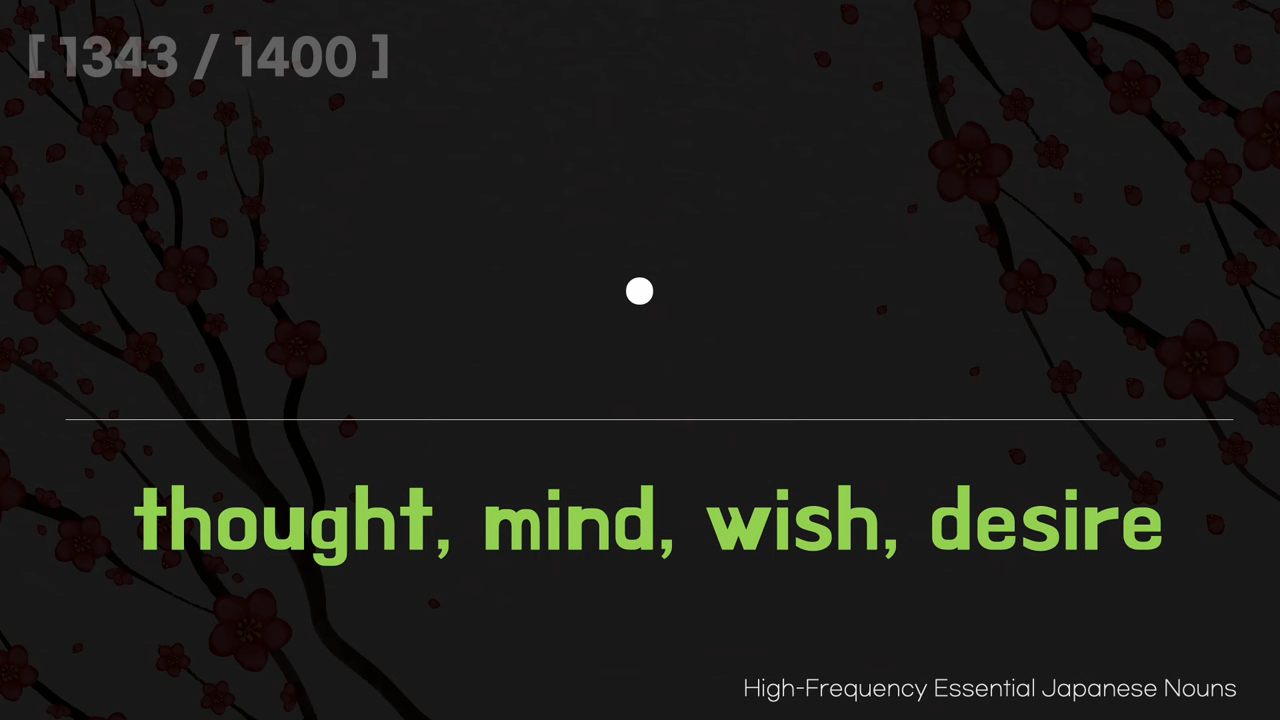 [ 1343 / 1400 ]
thought, mind, wish, desire
High-Frequency Essential Japanese Nouns